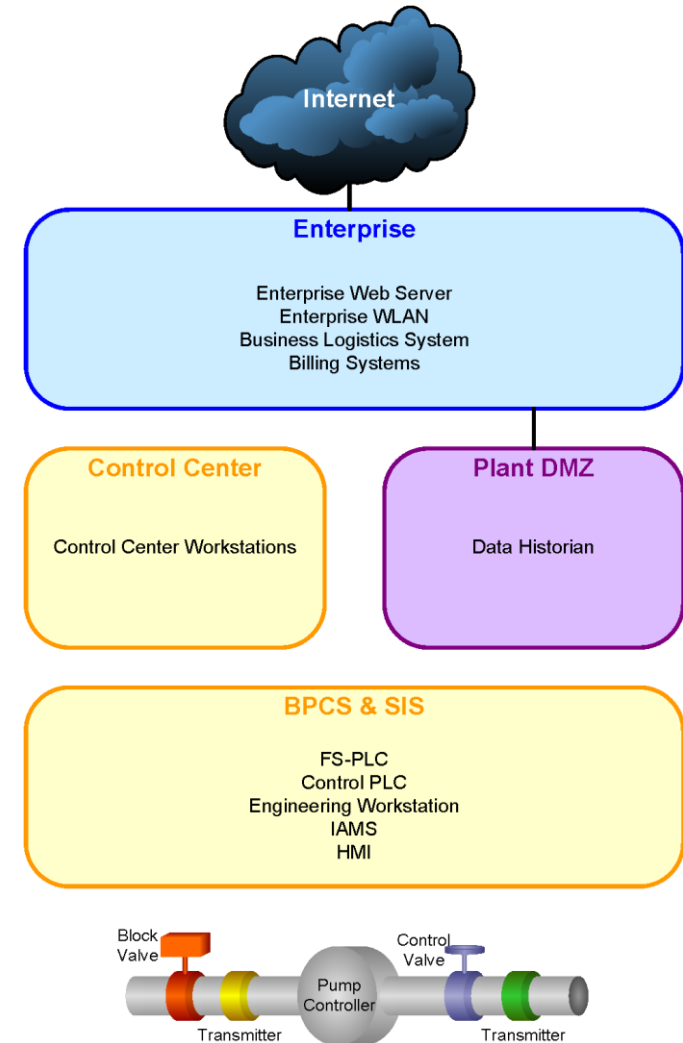 Internet
Enterprise
Enterprise Web Server
Enterprise WLAN
Business Logistics System
Billing Systems
Control Center
Control Center Workstations
Plant DMZ
Data Historian
BPCS & SIS
FS-PLC
Control PLC
Engineering Workstation
IAMS
HMI
Block
Valve
Transmitter
Pump
Controller
Control
Valve
Transmitter